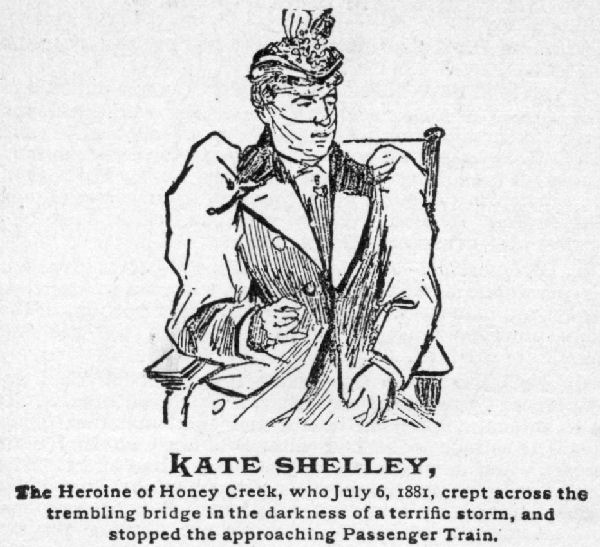 KATE SHELLEY,
The Heroine of Honey Creek, who July 6, 1881, crept across the
trembling bridge in the darkness of a terrific storm, and
stopped the approaching Passenger Train.